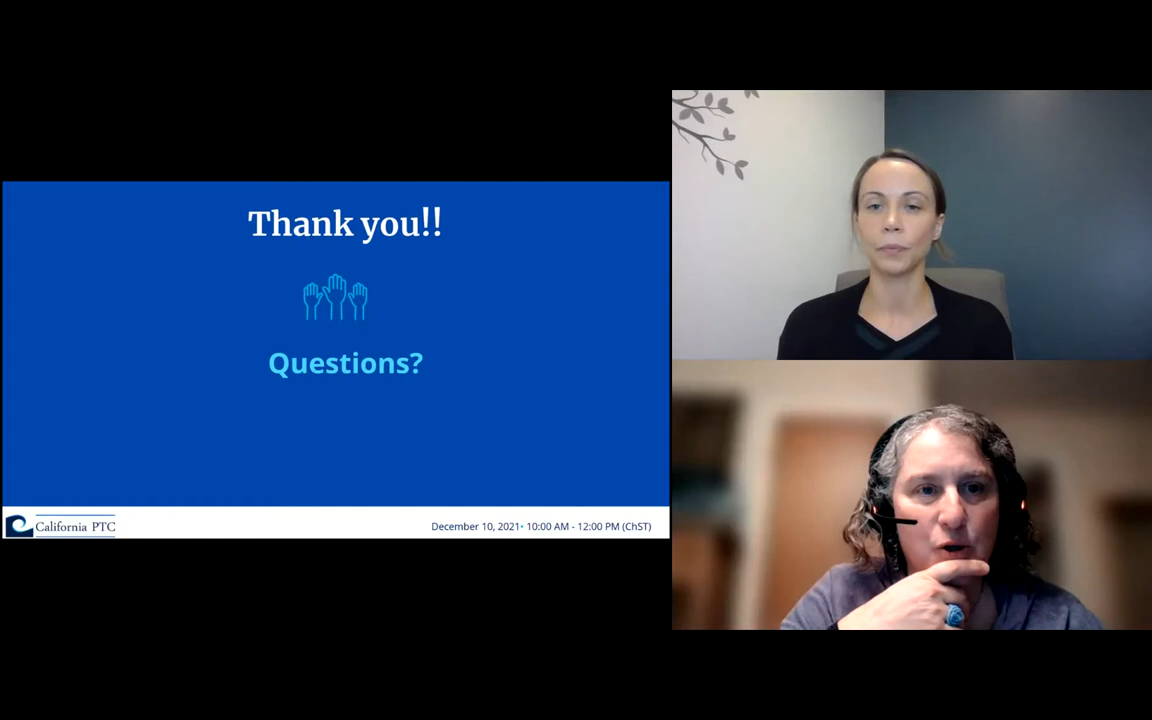 Thank you!!
Questions?
California PTC
December 10, 2021• 10:00 AM - 12:00 PM (ChST)